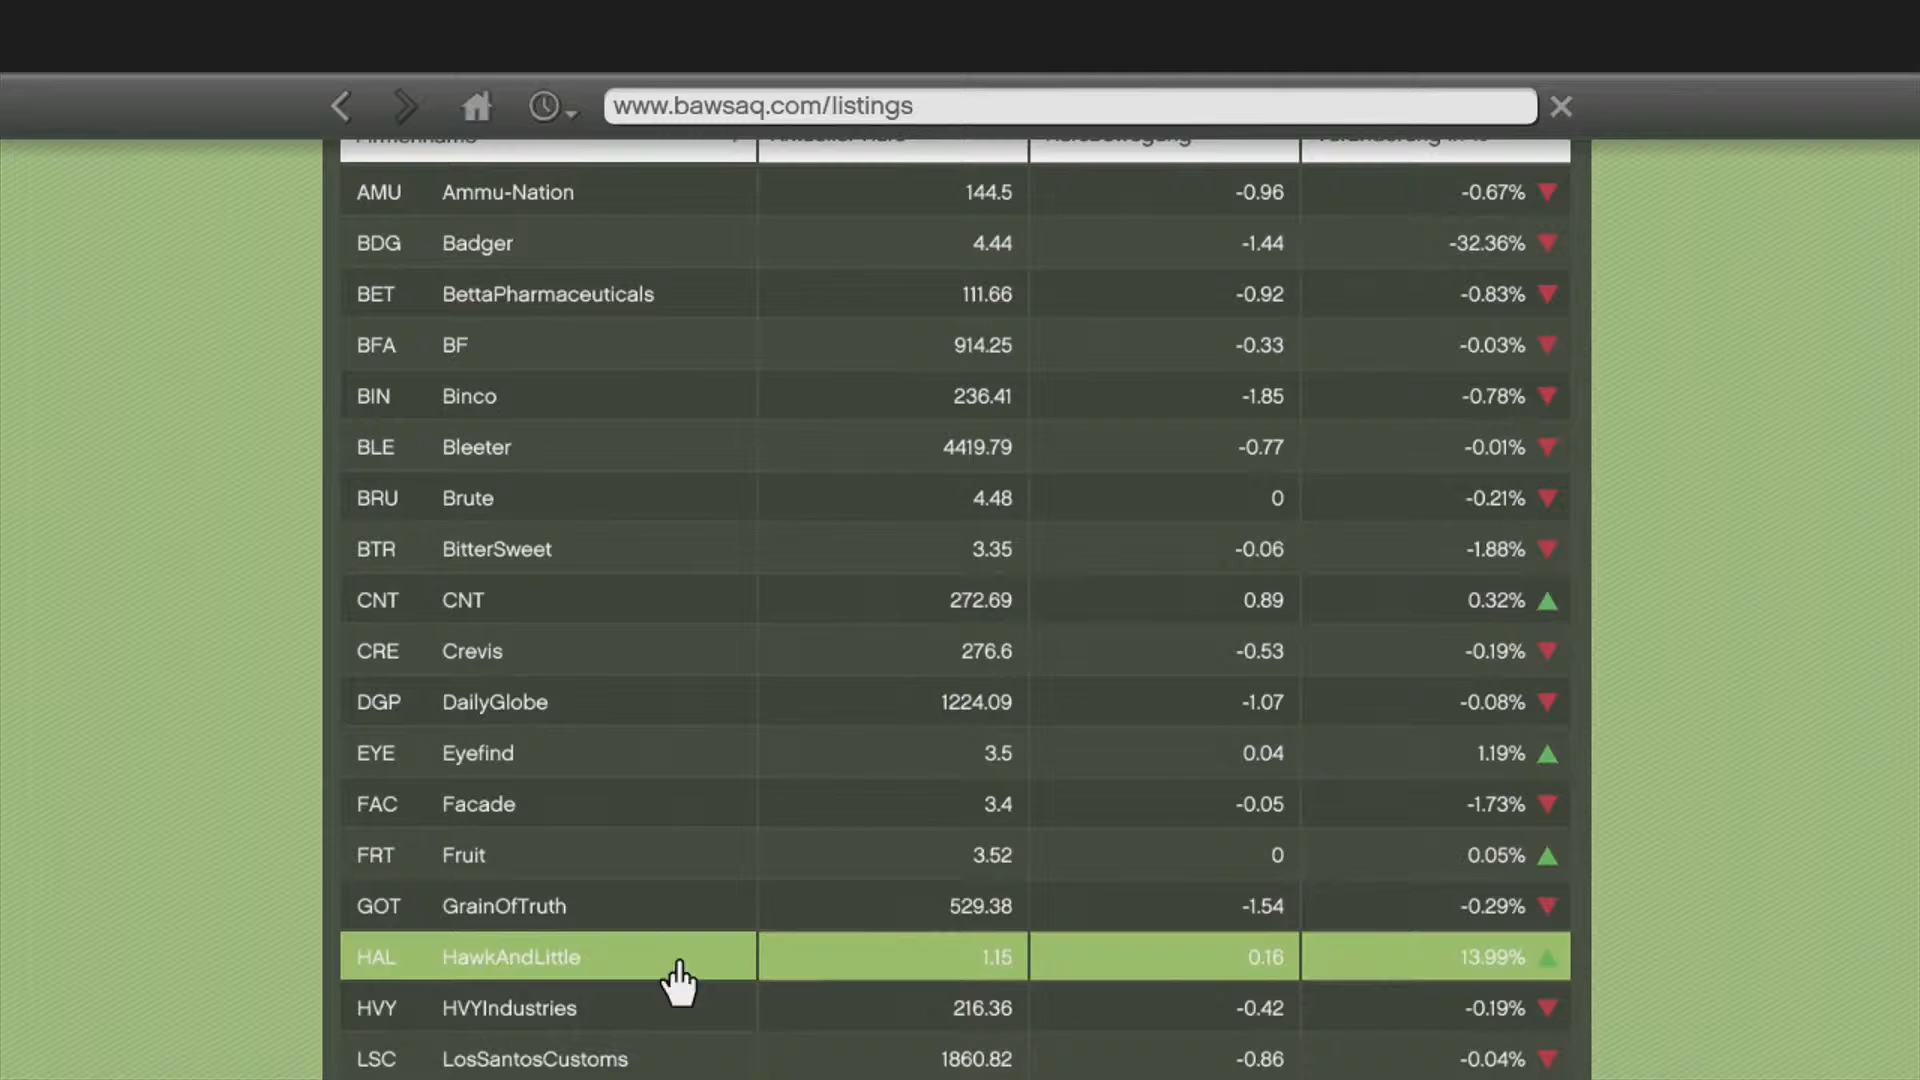 www.bawsaq.com/listings
Firmenname
AMU Ammu-Nation 144.5 -0.96 -0.67%
BDG Badger 4.44 -1.44 -32.36%
BET BettaPharmaceuticals 111.66 -0.92 -0.83%
BFA BF 914.25 -0.33 -0.03%
BIN Binco 236.41 -1.85 -0.78%
BLE Bleeter 4419.79 -0.77 -0.01%
BRU Brute 4.48 0 -0.21%
BTR BitterSweet 3.35 -0.06 -1.88%
CNT CNT 272.69 0.89 0.32%
CRE Crevis 276.6 -0.53 -0.19%
DGP DailyGlobe 1224.09 -1.07 -0.08%
EYE Eyefind 3.5 0.04 1.19%
FAC Facade 3.4 -0.05 -1.73%
FRT Fruit 3.52 0 0.05%
GOT GrainOfTruth 529.38 -1.54 -0.29%
HAL HawkAndLittle 1.15 0.16 13.99%
HVY HVYIndustries 216.36 -0.42 -0.19%
LSC LosSantosCustoms 1860.82 -0.86 -0.04%